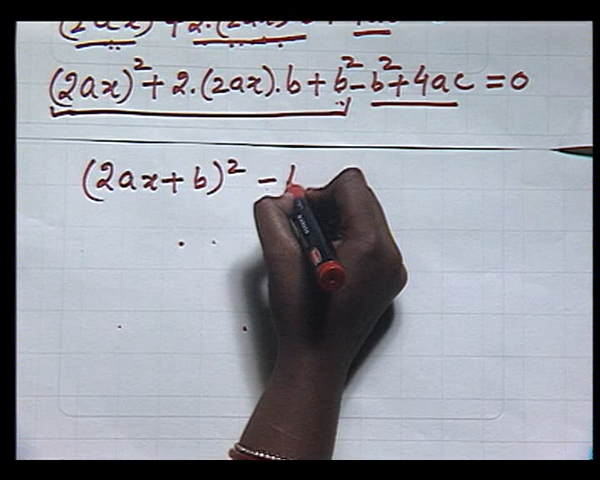 (2ax)² + 2.(2ax).b + b² - b² + 4ac = 0
(2ax + b)² -